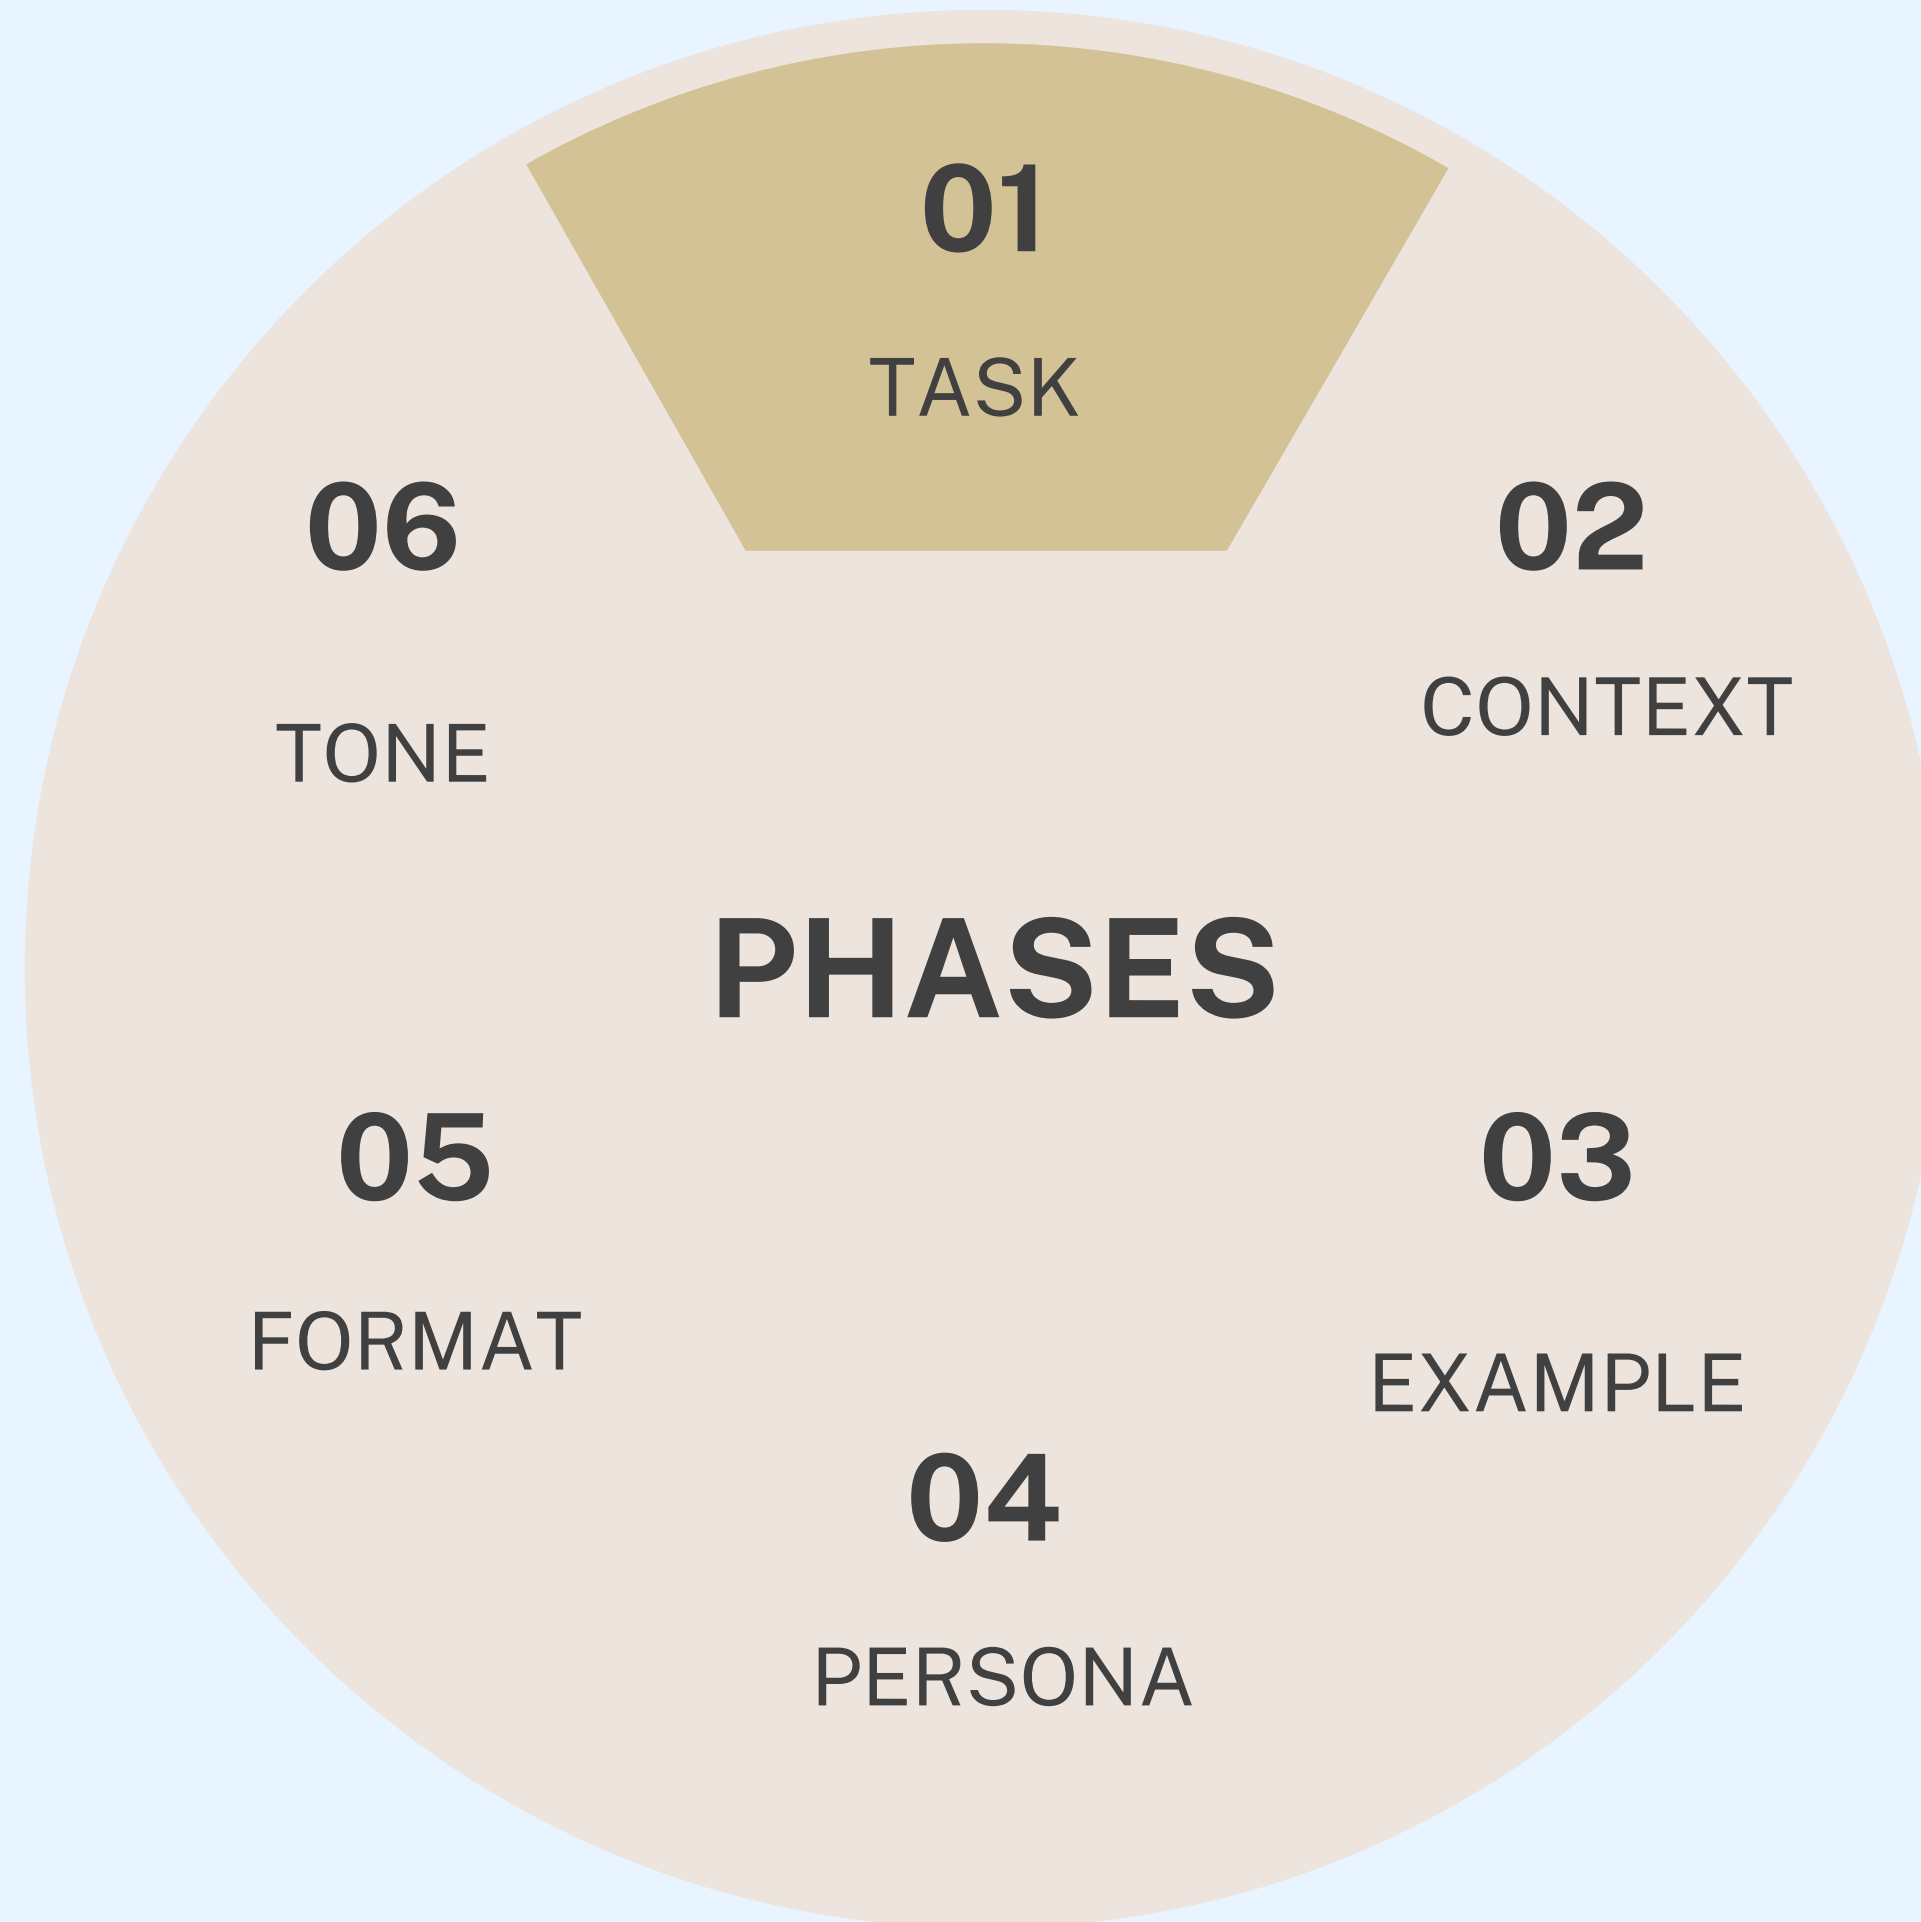 01
TASK
02
CONTEXT
03
EXAMPLE
04
PERSONA
05
FORMAT
06
TONE
PHASES